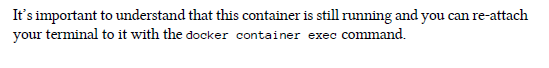 It’s important to understand that this container is still running and you can re-attach
your terminal to it with the docker container exec command.